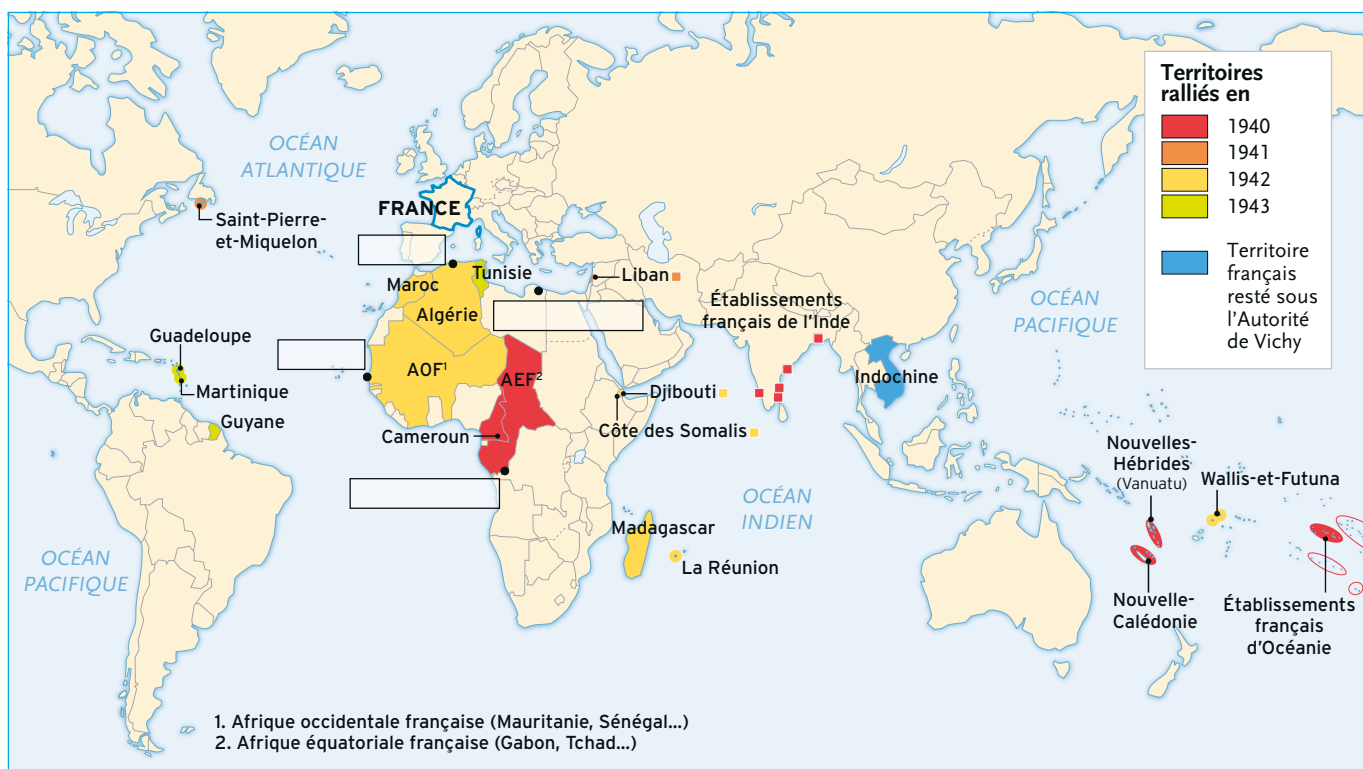 Territoires
ralliés en
1940
1941
1942
1943
Territoire
français
resté sous
l'Autorité
de Vichy
OCÉAN
ATLANTIQUE
FRANCE
Saint-Pierre-
et-Miquelon
Tunisie
Maroc
Algérie
Liban
Établissements
français de l'Inde
OCÉAN
PACIFIQUE
Guadeloupe
Martinique
Guyane
AOF¹
AEF²
Indochine
Djibouti
Côte des Somalis
Cameroun
Nouvelles-
Hébrides
(Vanuatu)
Wallis-et-Futuna
OCÉAN
INDIEN
Madagascar
La Réunion
OCÉAN
PACIFIQUE
Nouvelle-
Calédonie
Établissements
français
d'Océanie
1. Afrique occidentale française (Mauritanie, Sénégal...)
2. Afrique équatoriale française (Gabon, Tchad...)